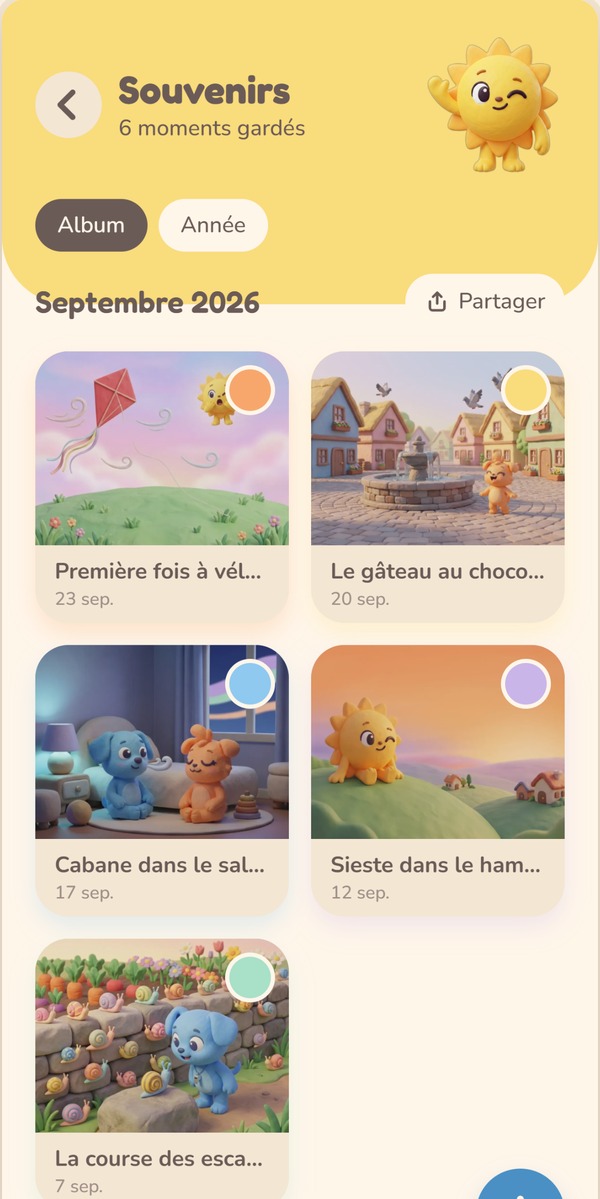 Souvenirs
6 moments gardés
Album
Année
Septembre 2026
Partager
Première fois à vél...
23 sep.
Le gâteau au choco...
20 sep.
Cabane dans le sal...
17 sep.
Sieste dans le ham...
12 sep.
La course des esca...
7 sep.